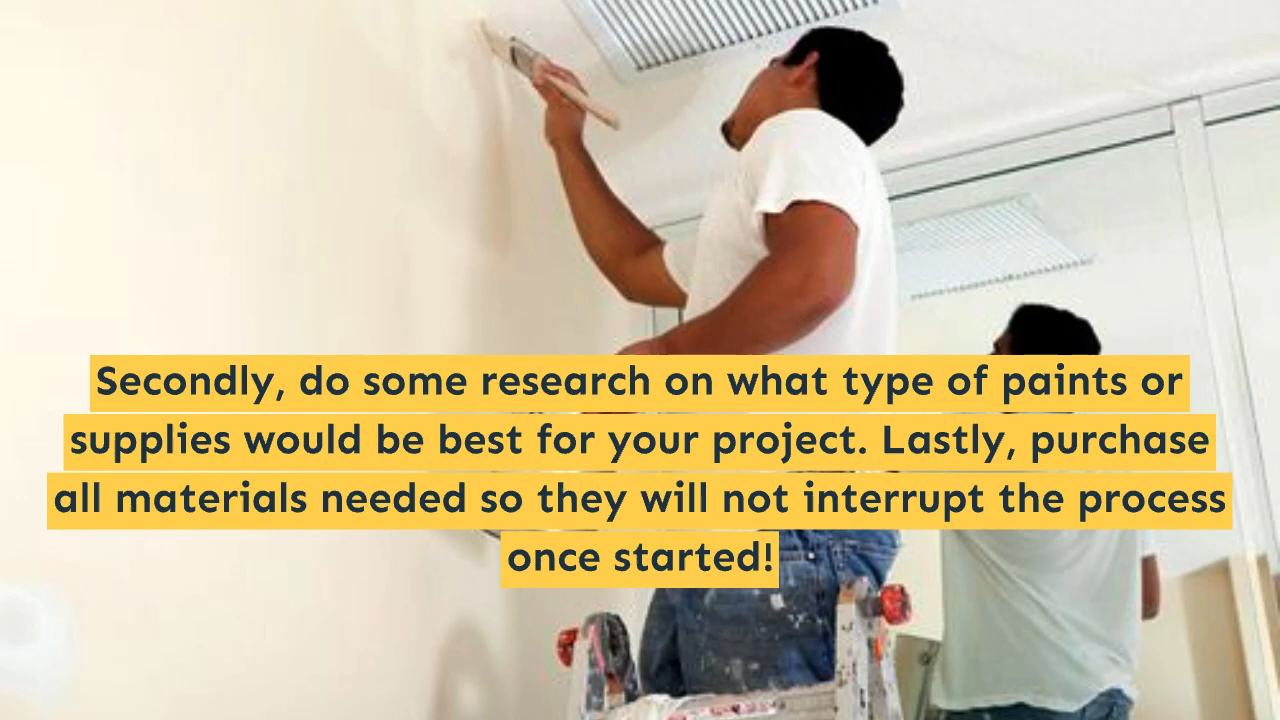 Secondly, do some research on what type of paints or
supplies would be best for your project. Lastly, purchase
all materials needed so they will not interrupt the process
once started!